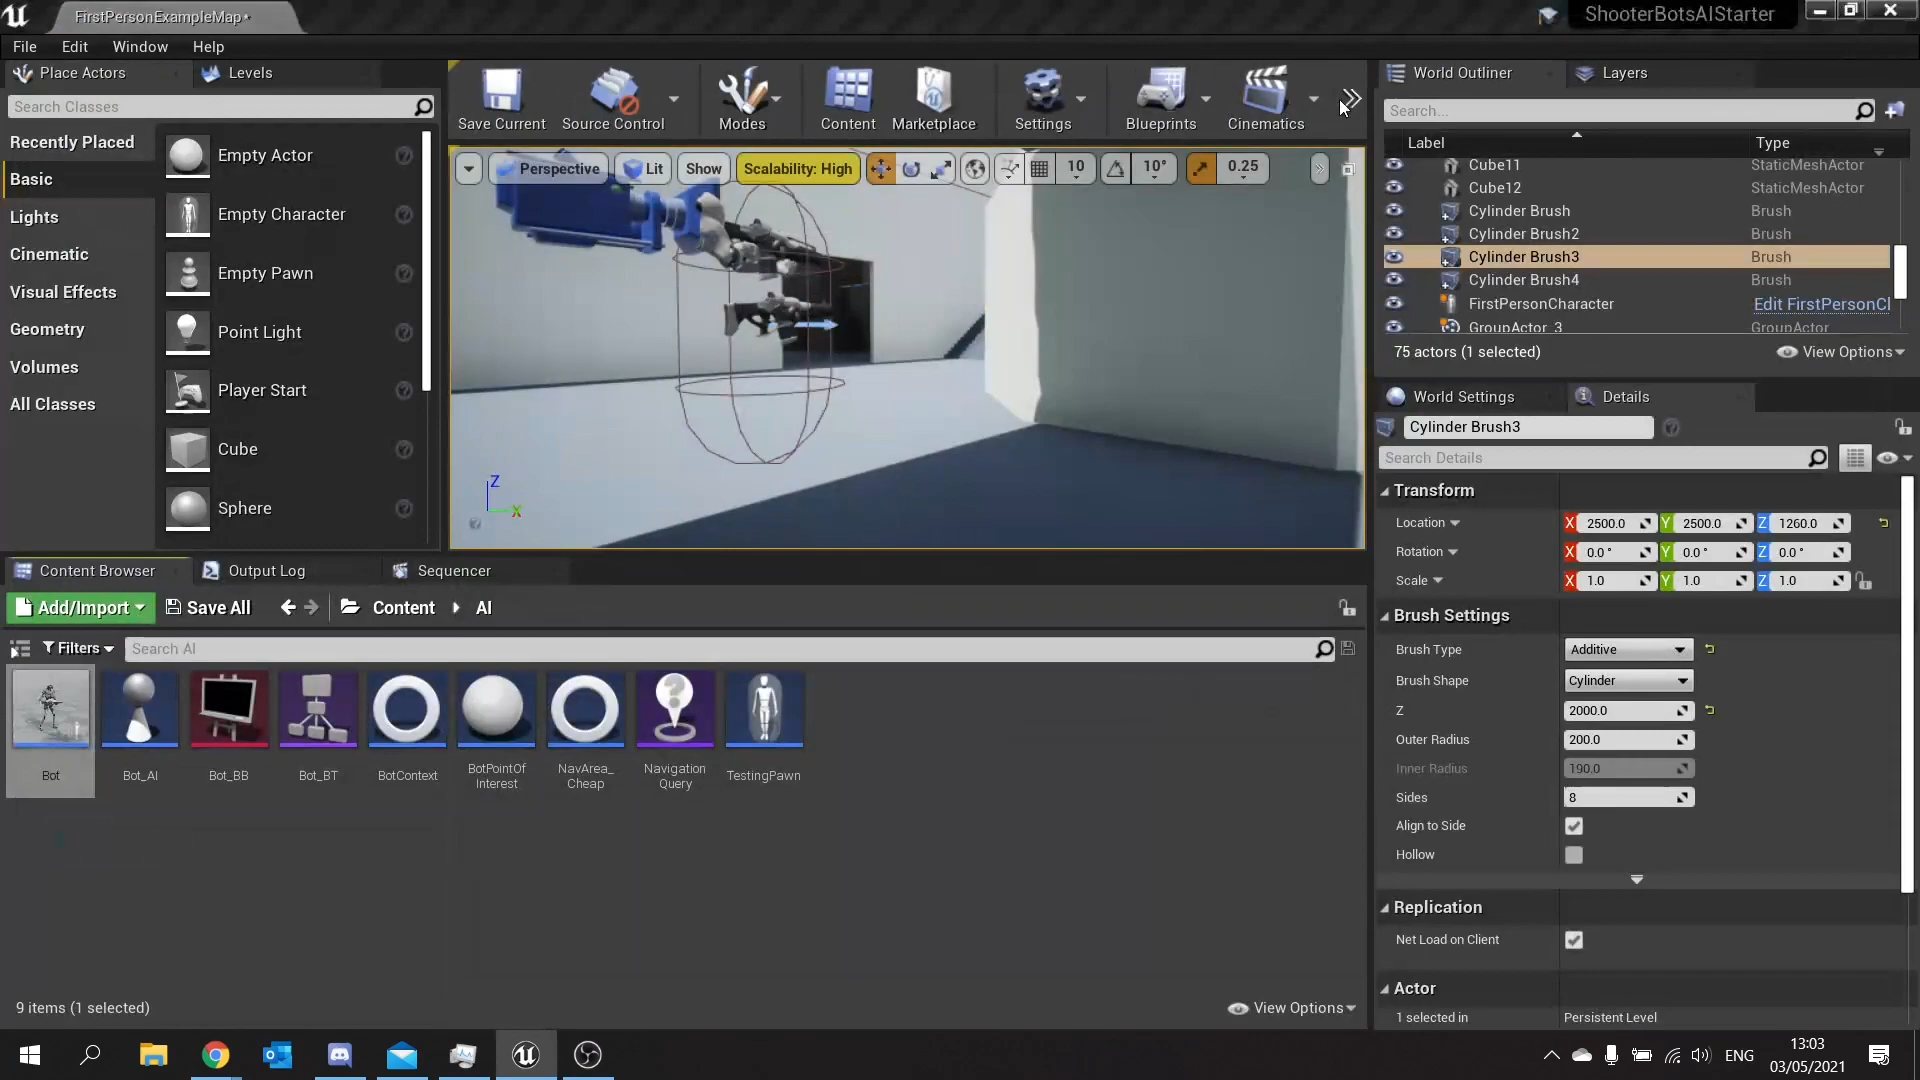 FirstPersonExampleMap*
ShooterBotsAIStarter
File Edit Window Help
Place Actors Levels
Search Classes
Recently Placed
Basic
Lights
Cinematic
Visual Effects
Geometry
Volumes
All Classes
Empty Actor
Empty Character
Empty Pawn
Point Light
Player Start
Cube
Sphere
Save Current Source Control Modes Content Marketplace Settings Blueprints Cinematics
Perspective Lit Show Scalability: High 10 10° 0.25
Z
X
World Outliner Layers
Search...
Label Type
Cube11 StaticMeshActor
Cube12 StaticMeshActor
Cylinder Brush Brush
Cylinder Brush2 Brush
Cylinder Brush3 Brush
Cylinder Brush4 Brush
FirstPersonCharacter Edit FirstPersonCl
GroupActor_3 GroupActor
75 actors (1 selected) View Options
World Settings Details
Cylinder Brush3
Search Details
Transform
Location X 2500.0 Y 2500.0 Z 1260.0
Rotation X 0.0° Y 0.0° Z 0.0°
Scale X 1.0 Y 1.0 Z 1.0
Brush Settings
Brush Type Additive
Brush Shape Cylinder
Z 2000.0
Outer Radius 200.0
Inner Radius 190.0
Sides 8
Align to Side
Hollow
Replication
Net Load on Client
Actor
1 selected in Persistent Level
Content Browser Output Log Sequencer
Add/Import Save All Content AI
Filters Search AI
Bot
Bot_AI
Bot_BB
Bot_BT
BotContext
BotPointOf
Interest
NavArea_
Cheap
Navigation
Query
TestingPawn
9 items (1 selected) View Options
ENG
13:03
03/05/2021